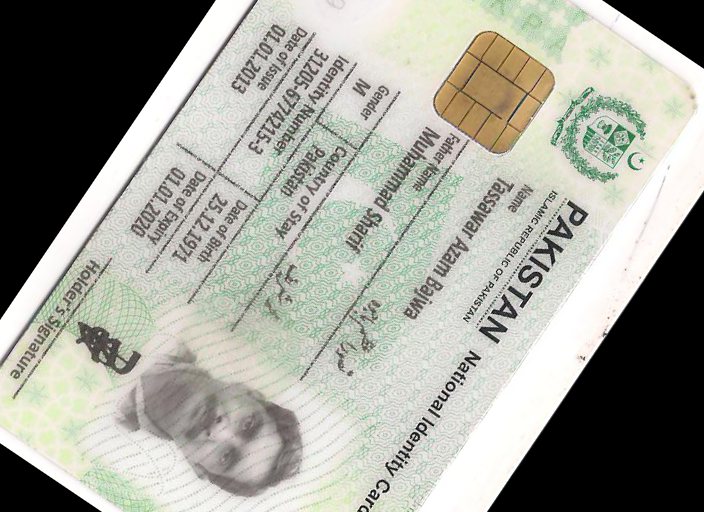 PAKISTAN National Identity Card
ISLAMIC REPUBLIC OF PAKISTAN
Name
Tasawar Azam Bajwa
Father Name
Muhammad Sharif
Gender
M
Country of Stay
Pakistan
Identity Number
31205-6774215-3
Date of Birth
25.12.1971
Date of Issue
01.01.2013
Date of Expiry
01.01.2020
Holder's Signature